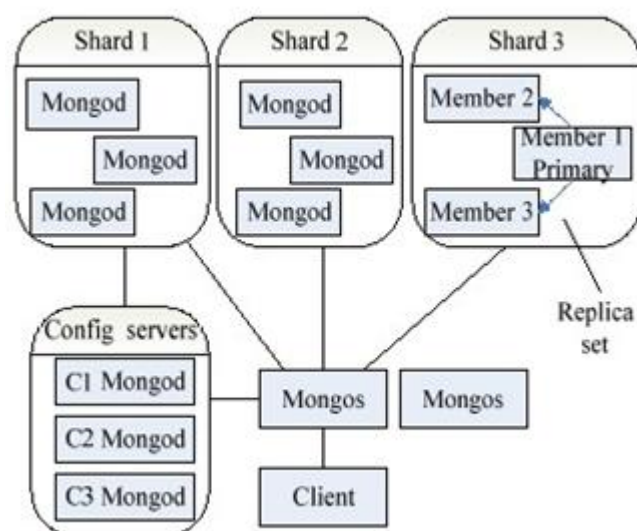 Shard 1
Mongod
Mongod
Mongod
Shard 2
Mongod
Mongod
Mongod
Shard 3
Member 2
Member 1
Primary
Member 3
Replica
set
Config servers
C1 Mongod
C2 Mongod
C3 Mongod
Mongos
Mongos
Client